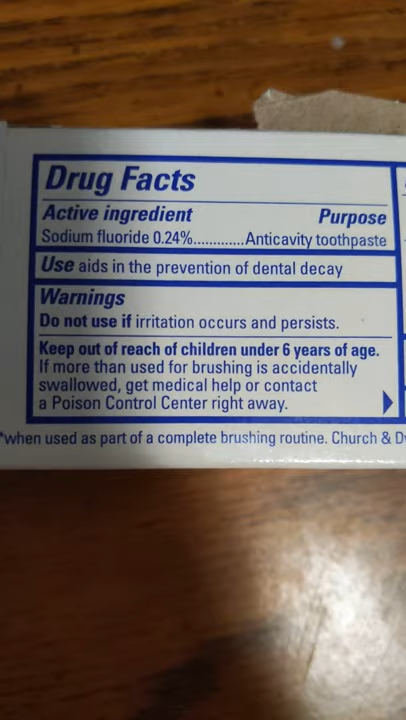 Drug Facts
Active ingredient Purpose
Sodium fluoride 0.24%.............Anticavity toothpaste
Use aids in the prevention of dental decay
Warnings
Do not use if irritation occurs and persists.
Keep out of reach of children under 6 years of age.
If more than used for brushing is accidentally
swallowed, get medical help or contact
a Poison Control Center right away.
*when used as part of a complete brushing routine. Church & D